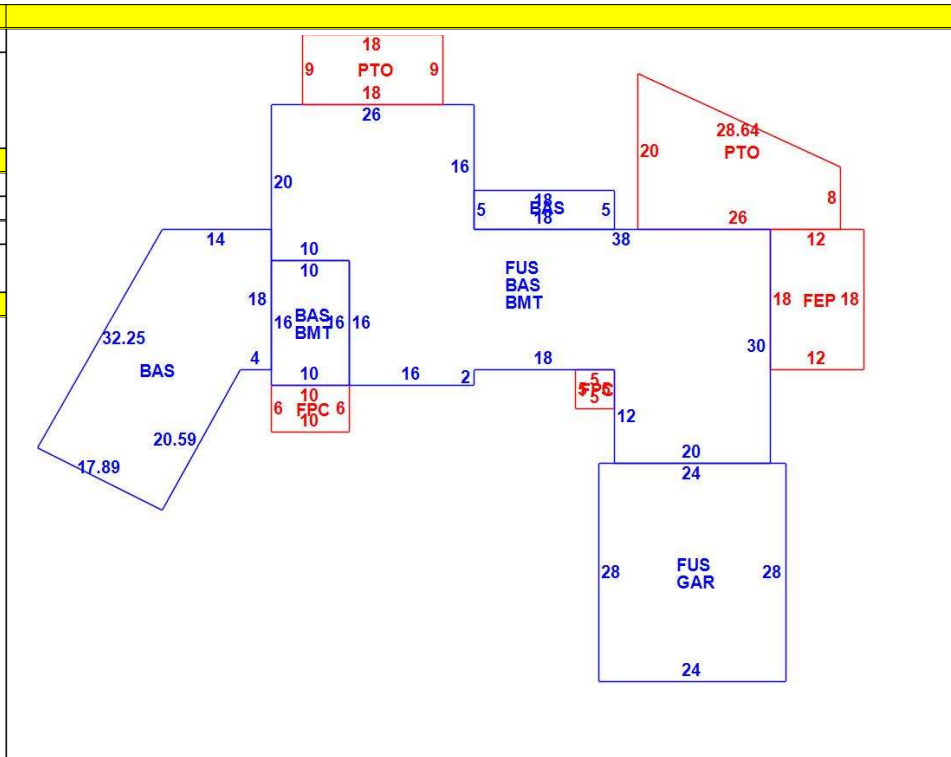 18
9 PTO 9
18
26
28.64
20 PTO
16
20
8
18
5 BAS 5
18
26
14 38 12
10
10
FUS
BAS
BMT
18
18 FEP 18
16 BAS 16 16
BMT
32.25
30
4 18 12
BAS
10 16 2
5
5 FPC 5
5
10
6 FPC 6
10
12
20.59
20
17.89
24
28 FUS 28
GAR
24